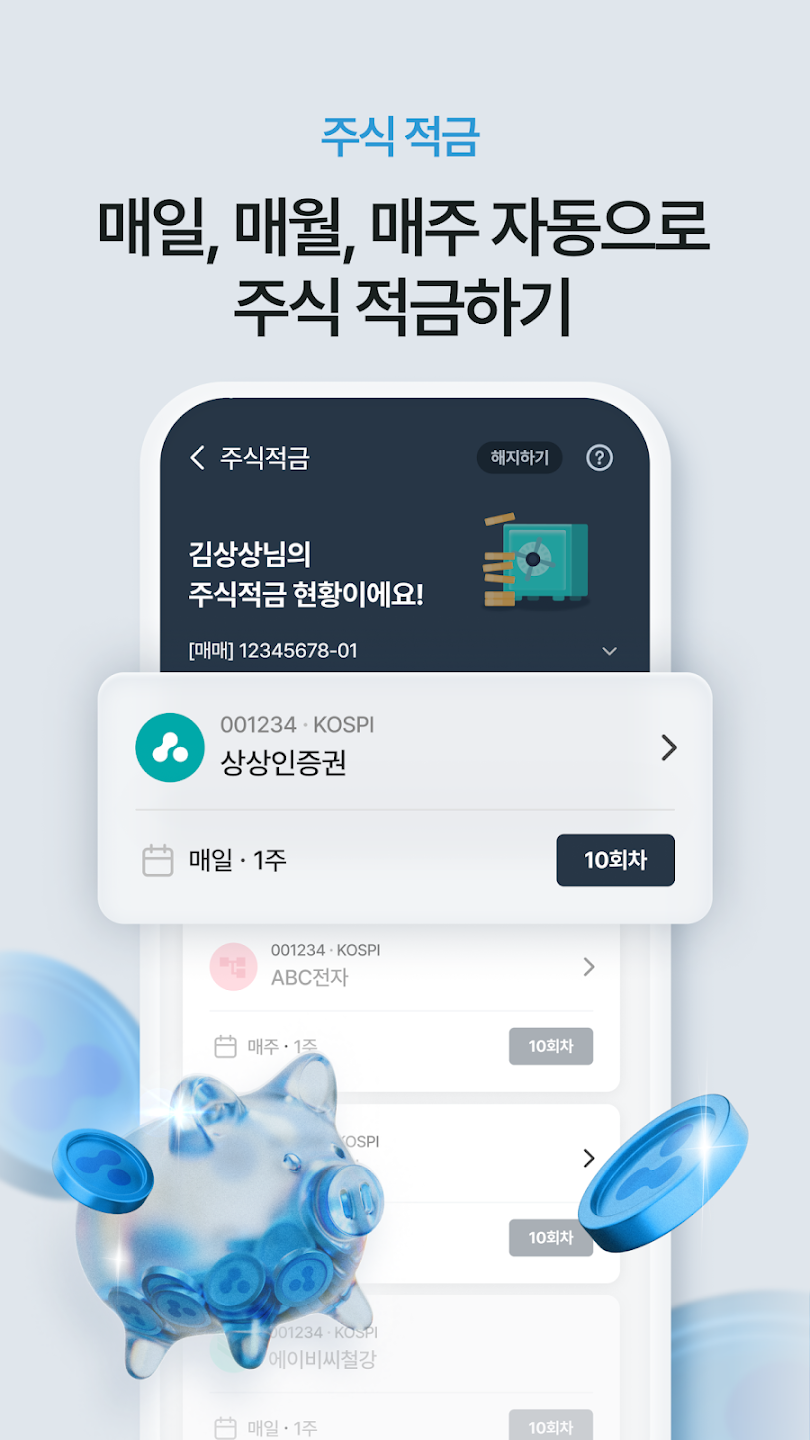 주식 적금
매일, 매월, 매주 자동으로
주식 적금하기
주식적금
해지하기
?
김상상님의
주식적금 현황이에요!
[매매] 12345678-01
001234 · KOSPI
상상인증권
매일 · 1주
10회차
001234 · KOSPI
ABC전자
매주 · 1주
10회차
KOSPI
10회차
001234 · KOSPI
에이비씨철강
매일 · 1주
10회차